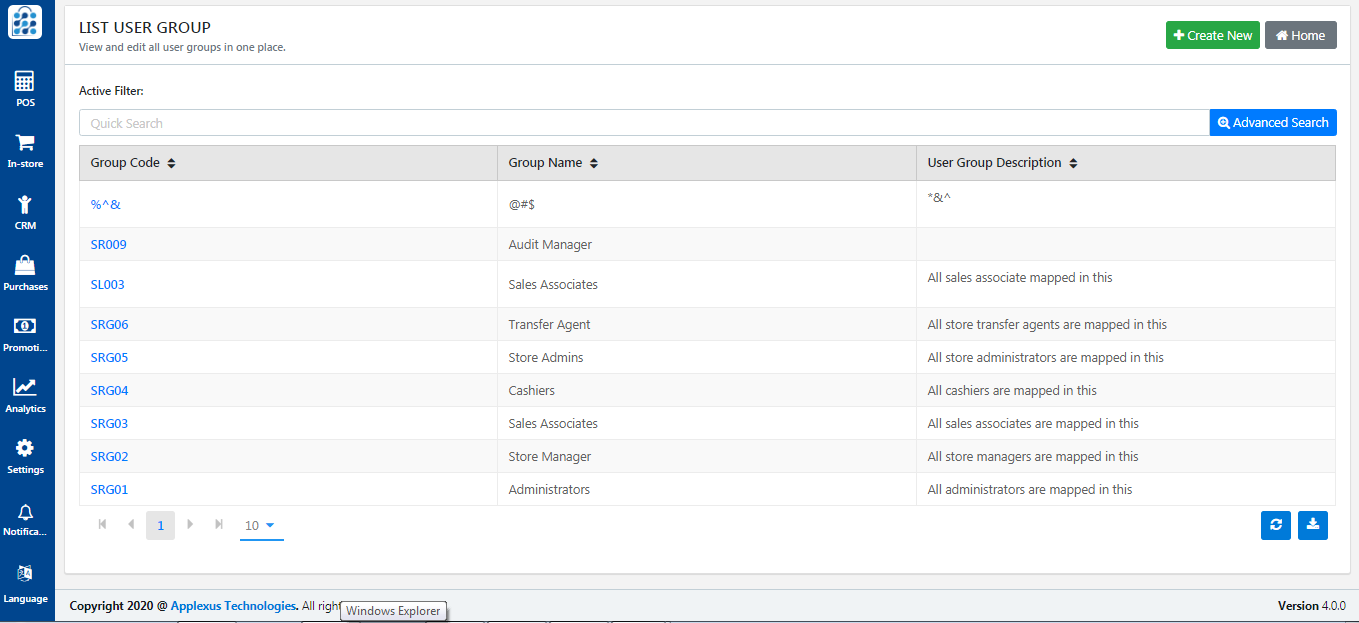 LIST USER GROUP
View and edit all user groups in one place.
Create New
Home
POS
In-store
CRM
Purchases
Promoti...
Analytics
Settings
Notifica...
Language
Active Filter:
Quick Search
Advanced Search
Group Code Group Name User Group Description
%^& @#$ *&^
SR009 Audit Manager
SL003 Sales Associates All sales associate mapped in this
SRG06 Transfer Agent All store transfer agents are mapped in this
SRG05 Store Admins All store administrators are mapped in this
SRG04 Cashiers All cashiers are mapped in this
SRG03 Sales Associates All sales associates are mapped in this
SRG02 Store Manager All store managers are mapped in this
SRG01 Administrators All administrators are mapped in this
1 10
Copyright 2020 @ Applexus Technologies. All
Windows Explorer
Version 4.0.0